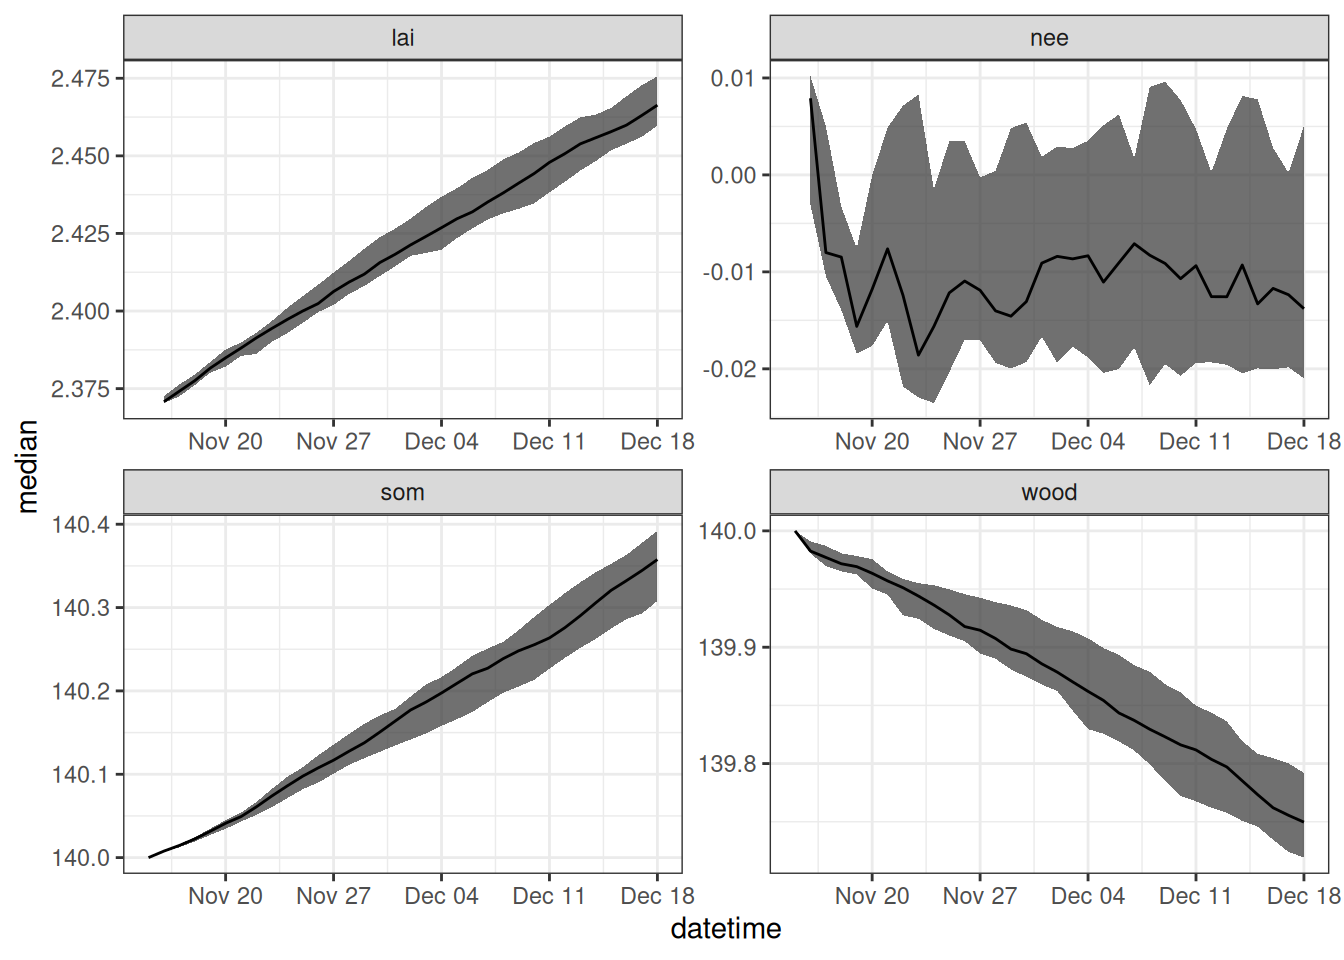 lai
nee
2.475
2.450
2.425
2.400
2.375
0.01
0.00
-0.01
-0.02
Nov 20 Nov 27 Dec 04 Dec 11 Dec 18
Nov 20 Nov 27 Dec 04 Dec 11 Dec 18
median
som
wood
140.4
140.3
140.2
140.1
140.0
140.0
139.9
139.8
Nov 20 Nov 27 Dec 04 Dec 11 Dec 18
Nov 20 Nov 27 Dec 04 Dec 11 Dec 18
datetime